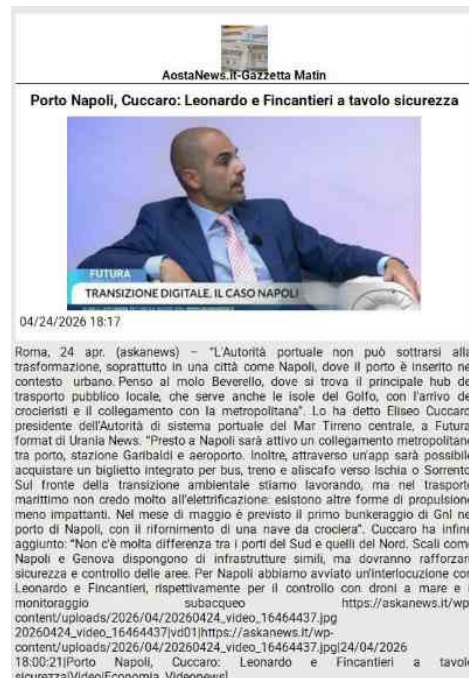 AostaNews.it-Gazzetta Matin
Porto Napoli, Cuccaro: Leonardo e Fincantieri a tavolo sicurezza
FUTURA
TRANSIZIONE DIGITALE, IL CASO NAPOLI
04/24/2026 18:17
Roma, 24 apr. (askanews) – "L'Autorità portuale non può sottrarsi alla
trasformazione, soprattutto in una città come Napoli, dove il porto è inserito ne
contesto urbano. Penso al molo Beverello, dove si trova il principale hub de
trasporto pubblico locale, che serve anche le isole del Golfo, con l'arrivo de
crocieristi e il collegamento con la metropolitana". Lo ha detto Eliseo Cuccaro
presidente dell'Autorità di sistema portuale del Mar Tirreno centrale, a Futura
format di Urania News. "Presto a Napoli sarà attivo un collegamento metropolitano
tra porto, stazione Garibaldi e aeroporto. Inoltre, attraverso un'app sarà possibile
acquistare un biglietto integrato per bus, treno e aliscafo verso Ischia o Sorrento
Sul fronte della transizione ambientale stiamo lavorando, ma nel trasporto
marittimo non credo molto all'elettrificazione: esistono altre forme di propulsione
meno impattanti. Nel mese di maggio è previsto il primo bunkeraggio di Gnl ne
porto di Napoli, con il rifornimento di una nave da crociera". Cuccaro ha infine
aggiunto: "Non c'è molta differenza tra i porti del Sud e quelli del Nord. Scali come
Napoli e Genova dispongono di infrastrutture simili, ma dovranno rafforzare
sicurezza e controllo delle aree. Per Napoli abbiamo avviato un'interlocuzione con
Leonardo e Fincantieri, rispettivamente per il controllo con droni a mare e i
monitoraggio subacqueo https://askanews.it/wp-
content/uploads/2026/04/20260424_video_16464437.jpg
20260424_video_16464437|vd01|https://askanews.it/wp-
content/uploads/2026/04/20260424_video_16464437.jpg|24/04/2026
18:00:21|Porto Napoli, Cuccaro: Leonardo e Fincantieri a tavolo
sicurezza|Video|Economia, Videonews|